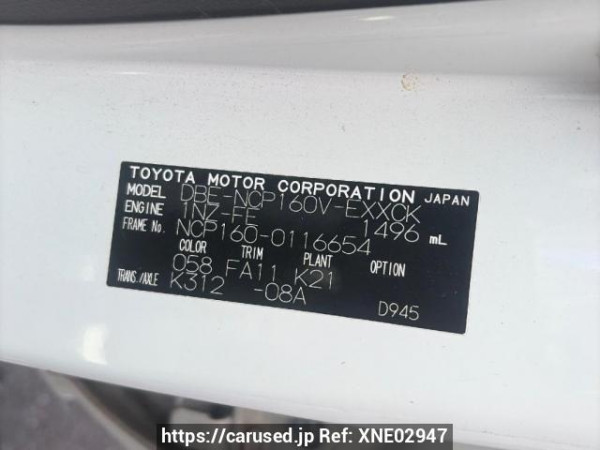 TOYOTA MOTOR CORPORATION JAPAN
MODEL DBE-NCP160V-EXXCK
ENGINE 1NZ-FE 1496 mL
FRAME No. NCP160-0116654
COLOR TRIM PLANT OPTION
058 FA11 K21
TRANS./AXLE K312 -08A
D945
https://carused.jp Ref: XNE02947